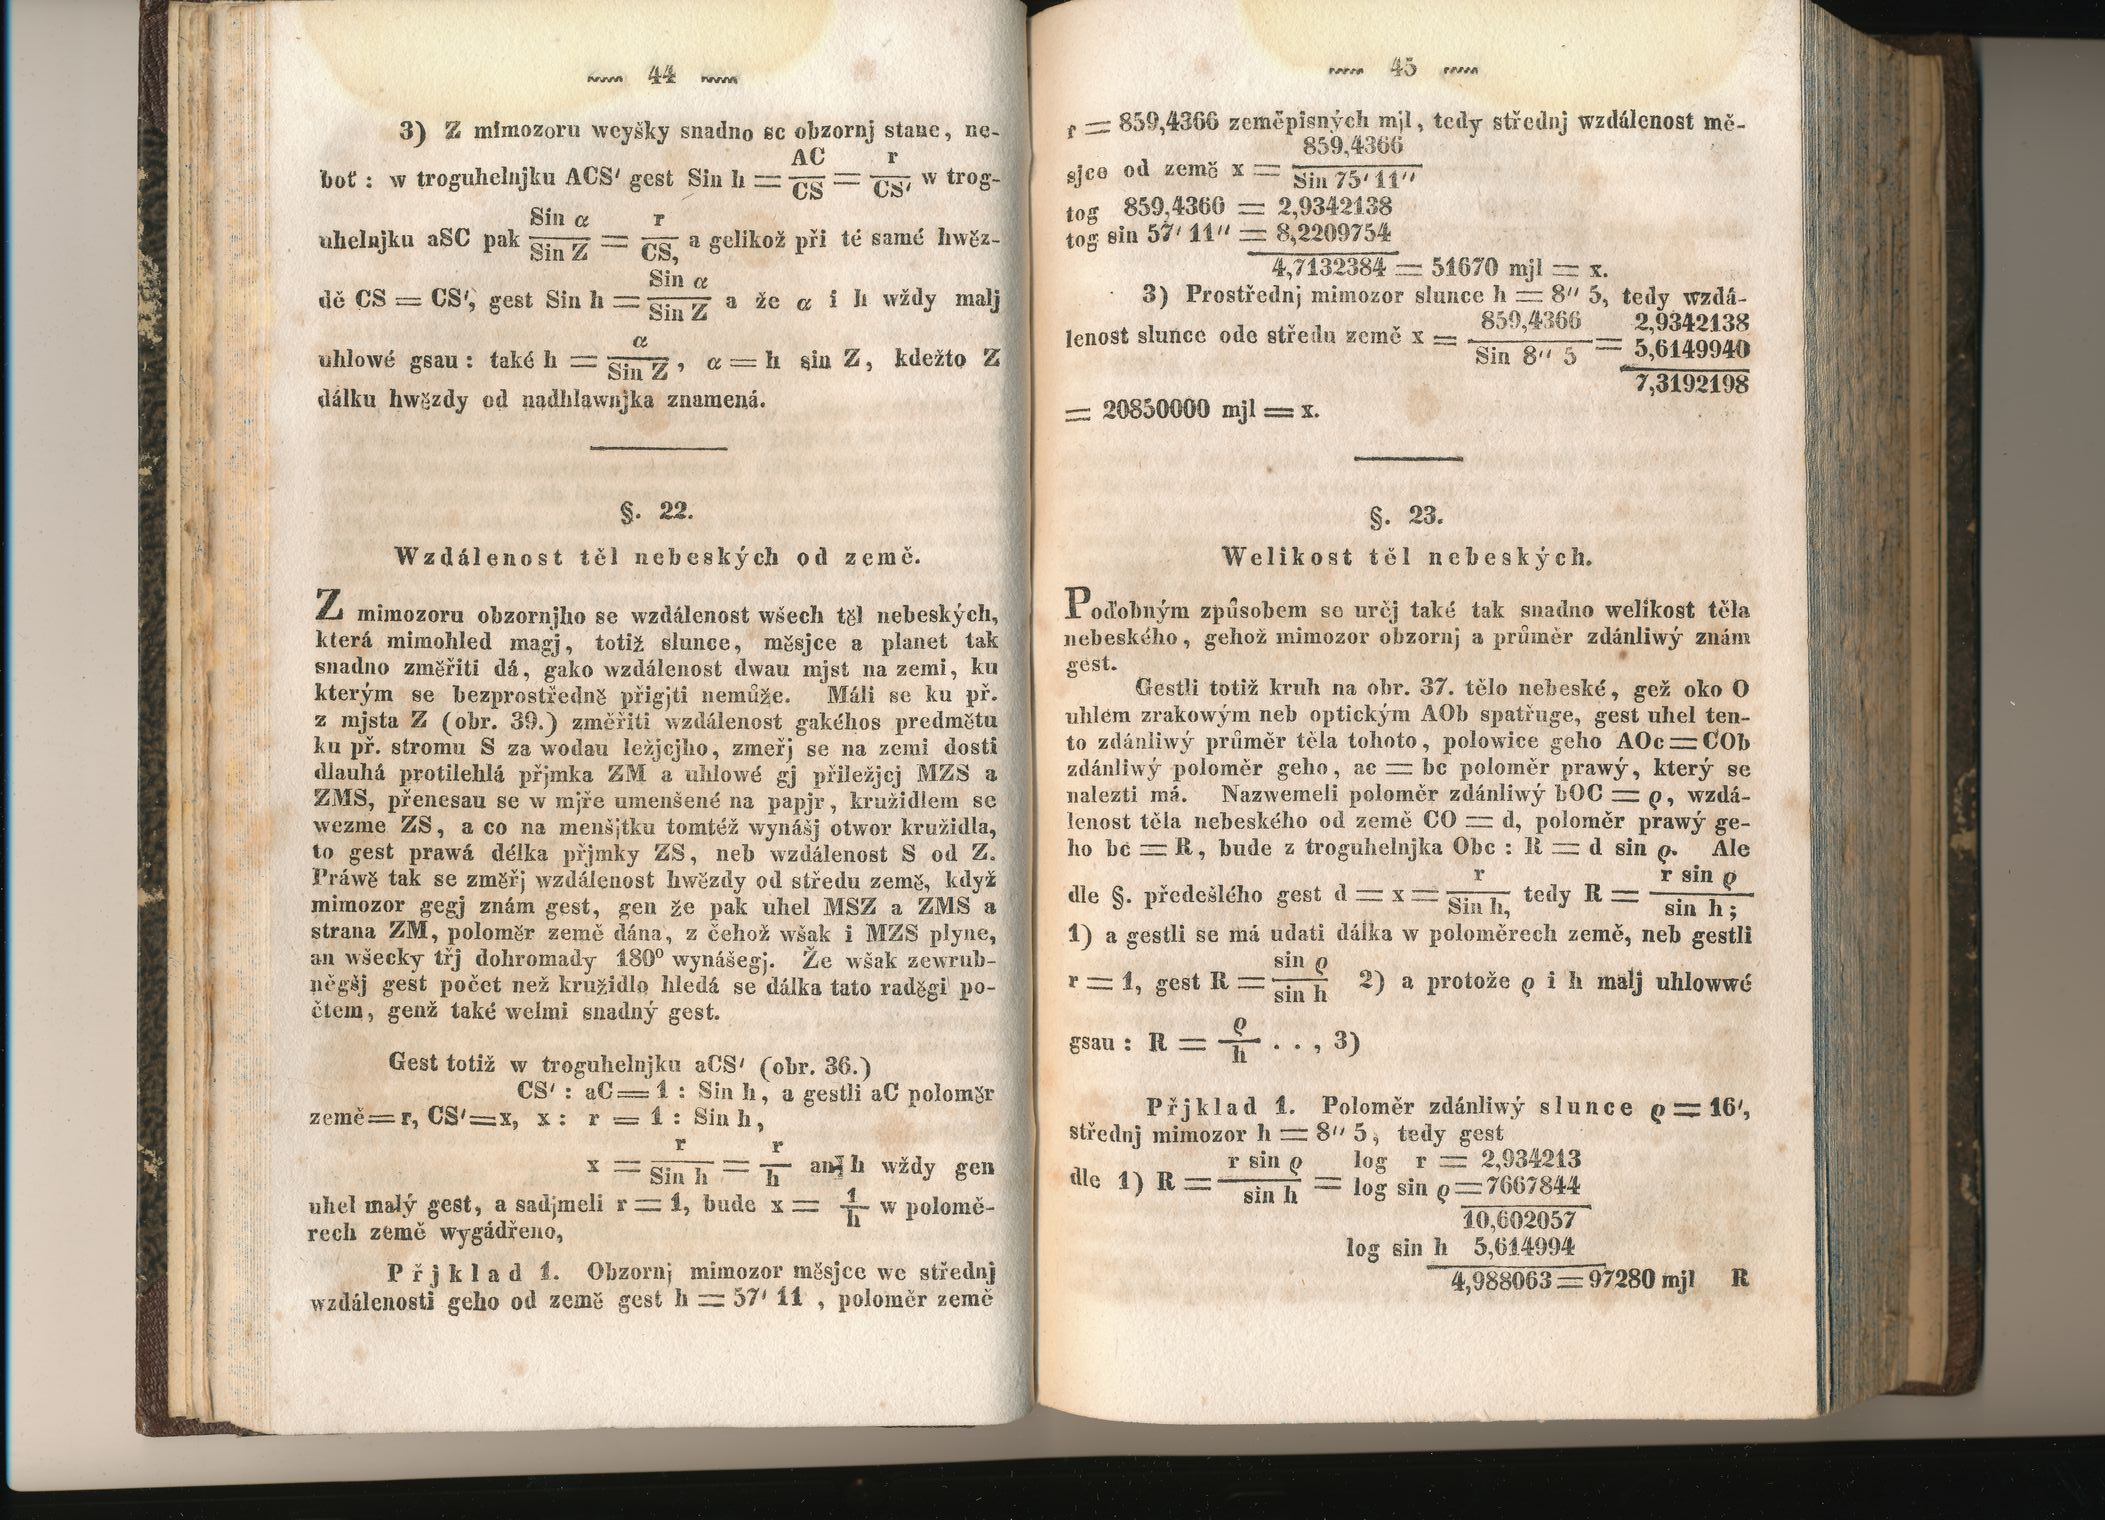 44
3) Z mimozoru weyšky snadno se obzornj stane, ne-
boť : w troguhelnjku ACS′ gest Sin h = AC/CS = r/CS′ w trog-
uhelnjku aSC pak Sin α/Sin Z = r/CS, a gelikož při té samé hwěz-
dě CS = CS′, gest Sin h = Sin α/Sin Z a že α i h wždy malj
uhlowé gsau : také h = α/Sin Z, α = h sin Z, kdežto Z
dálku hwězdy od nadhlawnjka znamená.
§. 22.
Wzdálenost těl nebeských od země.
Z mimozoru obzornjho se wzdálenost wšech těl nebeských,
která mimohled magj, totiž slunce, měsjce a planet tak
snadno změřiti dá, gako wzdálenost dwau mjst na zemi, ku
kterým se bezprostředně přigjti nemůže. Máli se ku př.
z mjsta Z (obr. 39.) změřiti wzdálenost gakéhos predmětu
ku př. stromu S za wodau ležjcjho, zmeřj se na zemi dosti
dlauhá protilehlá přjmka ZM a uhlowé gj přiležjcj MZS a
ZMS, přenesau se w mjře umenšené na papjr, kružidlem se
wezme ZS, a co na menšjtku tomtéž wynášj otwor kružidla,
to gest prawá délka přjmky ZS, neb wzdálenost S od Z.
Práwě tak se změřj wzdálenost hwězdy od středu země, když
mimozor gegj znám gest, gen že pak uhel MSZ a ZMS a
strana ZM, poloměr země dána, z čehož wšak i MZS plyne,
an wšecky třj dohromady 180° wynášegj. Že wšak zewrub-
něgšj gest počet než kružidlo hledá se dálka tato raděgi po-
čtem, genž také welmi snadný gest.
Gest totiž w troguhelnjku aCS′ (obr. 36.)
CS′ : aC = 1 : Sin h, a gestli aC poloměr
země = r, CS′ = x, x : r = 1 : Sin h,
x = r/Sin h = r/h anž h wždy gen
uhel malý gest, a sadjmeli r = 1, bude x = 1/h w polomě-
rech země wygádřeno,
Přjklad 1. Obzornj mimozor měsjce we střednj
wzdálenosti geho od země gest h = 57′ 11 , poloměr země
45
r = 859,4366 zeměpisných mjl, tedy střednj wzdálenost mě-
sjce od země x = 859,4366/Sin 75′ 11″
tog 859,4366 = 2,9342138
tog sin 57′ 11″ = 8,2209754
4,7132384 = 51670 mjl = x.
3) Prostřednj mimozor slunce h = 8″ 5, tedy wzdá-
lenost slunce ode středu země x = 859,4366/Sin 8″ 5 = 2,9342138
5,6149940
7,3192198
= 20850000 mjl = x.
§. 23.
Welikost těl nebeských.
Podobným způsobem se určj také tak snadno welikost těla
nebeského, gehož mimozor obzornj a průměr zdánliwý znám
gest.
Gestli totiž kruh na obr. 37. tělo nebeské, gež oko O
uhlem zrakowým neb optickým AOb spatřuge, gest uhel ten-
to zdánliwý průměr těla tohoto, polowice geho AOc = COb
zdánliwý poloměr geho, ac = bc poloměr prawý, který se
nalezti má. Nazwemeli poloměr zdánliwý bOC = ϱ, wzdá-
lenost těla nebeského od země CO = d, poloměr prawý ge-
ho bc = R, bude z troguhelnjka Obc : R = d sin ϱ. Ale
dle §. předešlého gest d = x = r/Sin h, tedy R = r sin ϱ/sin h ;
1) a gestli se má udati dálka w poloměrech země, neb gestli
r = 1, gest R = sin ϱ/sin h 2) a protože ϱ i h malj uhlowwé
gsau : R = ϱ/h . . , 3)
Přjklad 1. Poloměr zdánliwý slunce ϱ = 16′,
střednj mimozor h = 8″ 5, tedy gest
dle 1) R = r sin ϱ/sin h = log r = 2,934213
log sin ϱ = 7667844
10,602057
log sin h 5,614994
4,988063 = 97280 mjl R